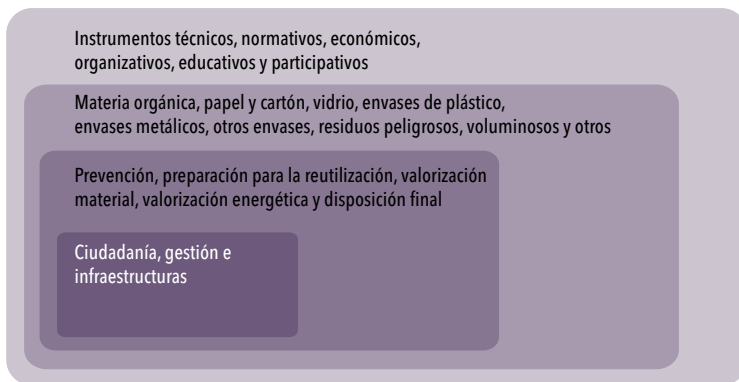 Instrumentos técnicos, normativos, económicos,
organizativos, educativos y participativos
Materia orgánica, papel y cartón, vidrio, envases de plástico,
envases metálicos, otros envases, residuos peligrosos, voluminosos y otros
Prevención, preparación para la reutilización, valorización
material, valorización energética y disposición final
Ciudadanía, gestión e
infraestructuras